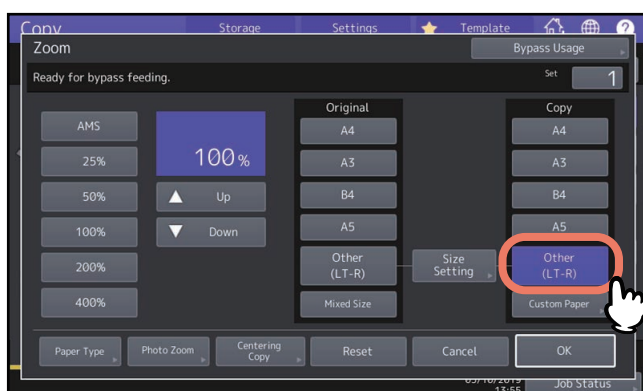 Copy
Storage
Settings
Template
Zoom
Bypass Usage
Ready for bypass feeding.
Set
1
Original
Copy
AMS
25%
50%
100%
200%
400%
100%
Up
Down
A4
A3
B4
A5
Other
(LT-R)
Mixed Size
Size
Setting
A4
A3
B4
A5
Other
(LT-R)
Custom Paper
Paper Type
Photo Zoom
Centering
Copy
Reset
Cancel
OK
13:55
Job Status